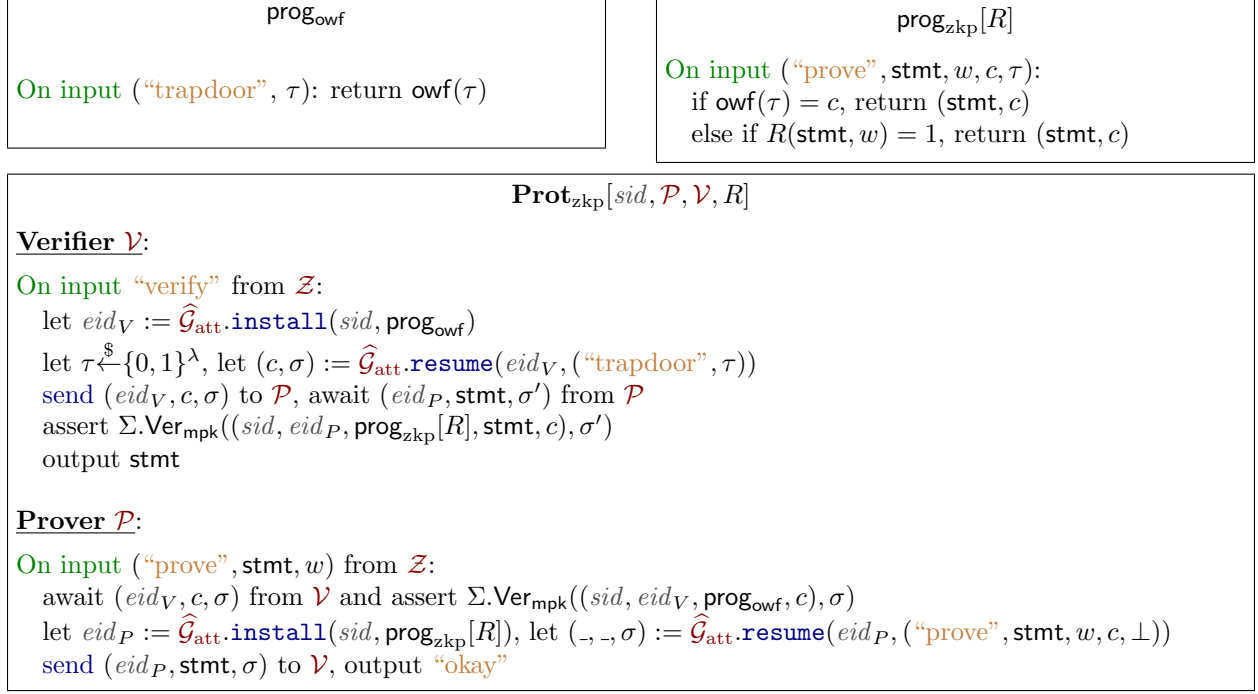 prog_owf
On input (“trapdoor”, τ): return owf(τ)
prog_zkp[R]
On input (“prove”, stmt, w, c, τ):
if owf(τ) = c, return (stmt, c)
else if R(stmt, w) = 1, return (stmt, c)
Prot_zkp[sid, 𝒫, 𝒱, R]
Verifier 𝒱:
On input “verify” from 𝒵:
let eid_V := 𝒢̂_att.install(sid, prog_owf)
let τ ←$ {0, 1}^λ, let (c, σ) := 𝒢̂_att.resume(eid_V, (“trapdoor”, τ))
send (eid_V, c, σ) to 𝒫, await (eid_P, stmt, σ′) from 𝒫
assert Σ.Ver_mpk((sid, eid_P, prog_zkp[R], stmt, c), σ′)
output stmt
Prover 𝒫:
On input (“prove”, stmt, w) from 𝒵:
await (eid_V, c, σ) from 𝒱 and assert Σ.Ver_mpk((sid, eid_V, prog_owf, c), σ)
let eid_P := 𝒢̂_att.install(sid, prog_zkp[R]), let (_, _, σ) := 𝒢̂_att.resume(eid_P, (“prove”, stmt, w, c, ⊥))
send (eid_P, stmt, σ) to 𝒱, output “okay”